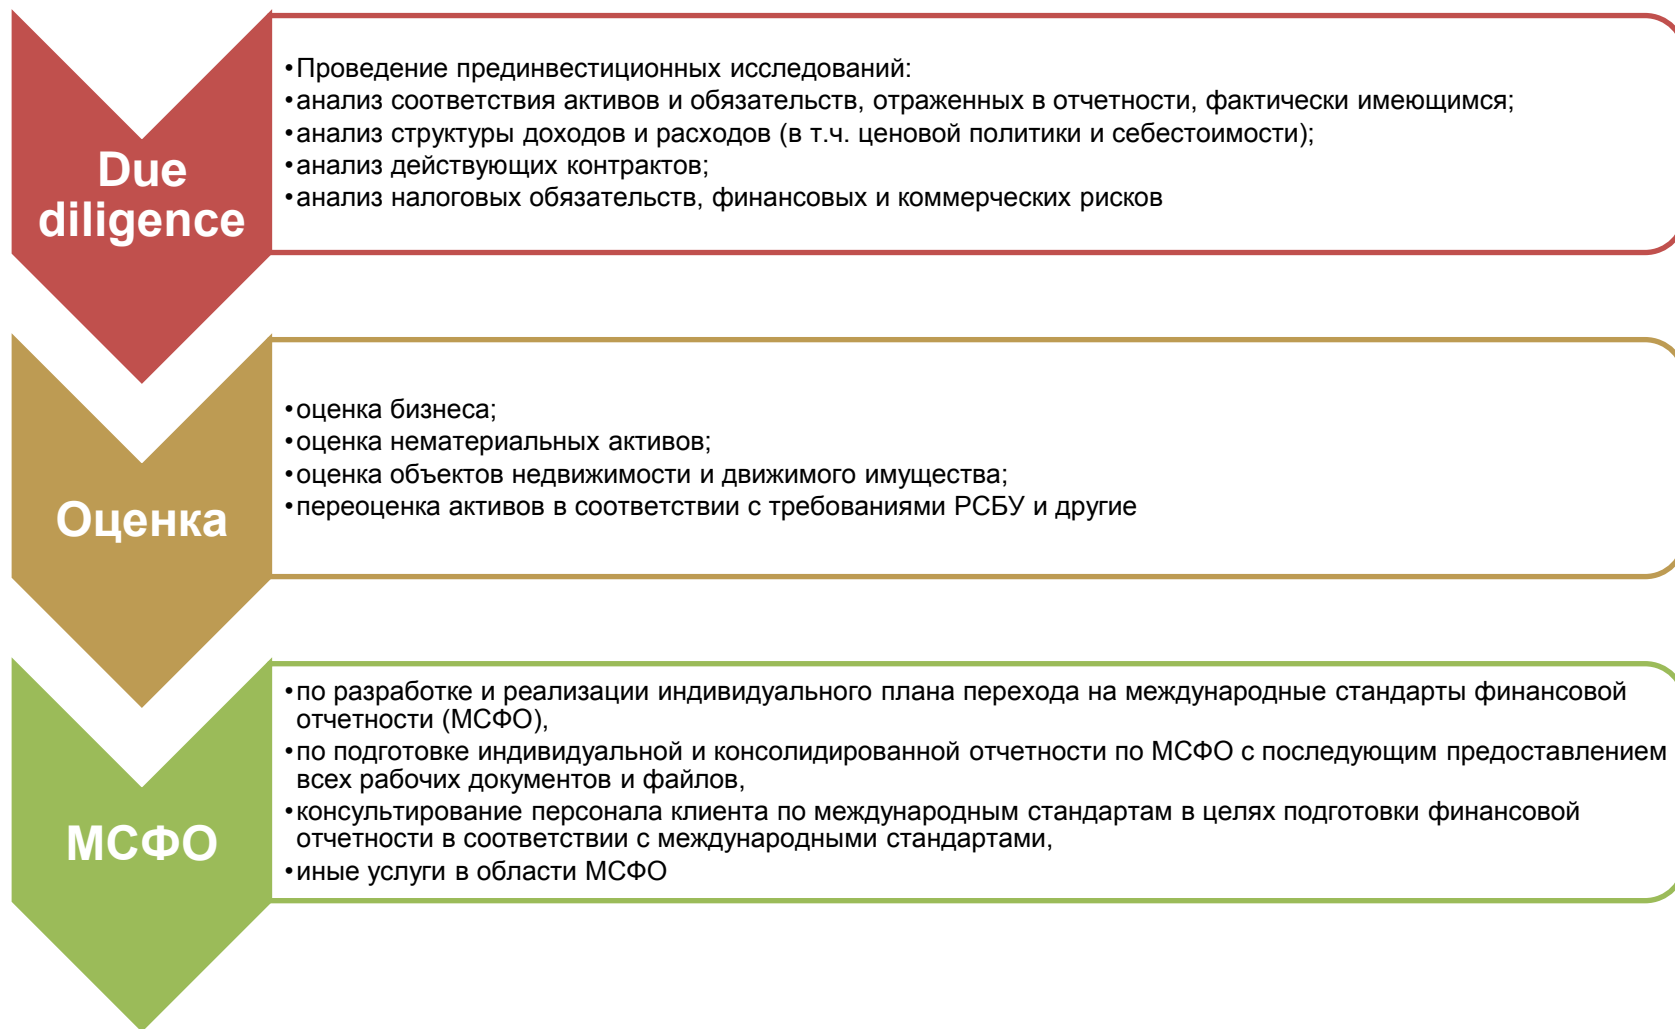 Due
diligence
•Проведение прединвестиционных исследований:
•анализ соответствия активов и обязательств, отраженных в отчетности, фактически имеющимся;
•анализ структуры доходов и расходов (в т.ч. ценовой политики и себестоимости);
•анализ действующих контрактов;
•анализ налоговых обязательств, финансовых и коммерческих рисков
Оценка
•оценка бизнеса;
•оценка нематериальных активов;
•оценка объектов недвижимости и движимого имущества;
•переоценка активов в соответствии с требованиями РСБУ и другие
МСФО
•по разработке и реализации индивидуального плана перехода на международные стандарты финансовой
отчетности (МСФО),
•по подготовке индивидуальной и консолидированной отчетности по МСФО с последующим предоставлением
всех рабочих документов и файлов,
•консультирование персонала клиента по международным стандартам в целях подготовки финансовой
отчетности в соответствии с международными стандартами,
•иные услуги в области МСФО